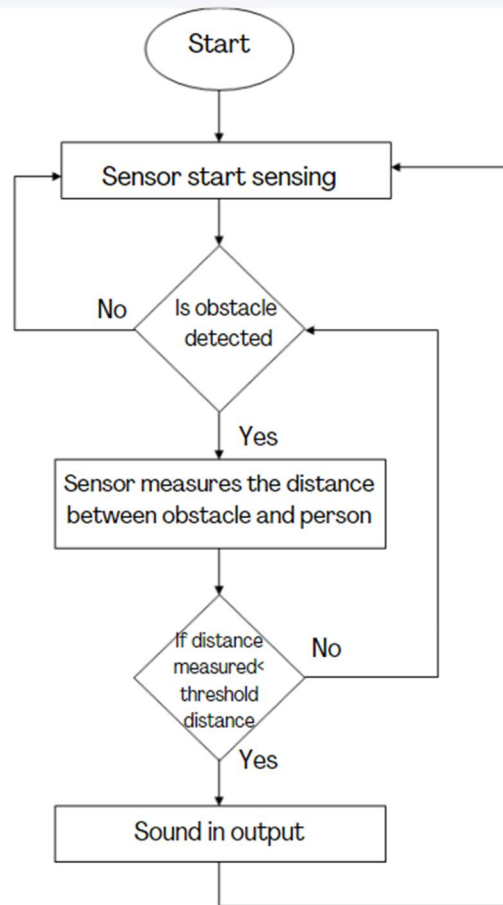 Start
Sensor start sensing
No
Is obstacle
detected
Yes
Sensor measures the distance
between obstacle and person
If distance
measured<
threshold
distance
No
Yes
Sound in output